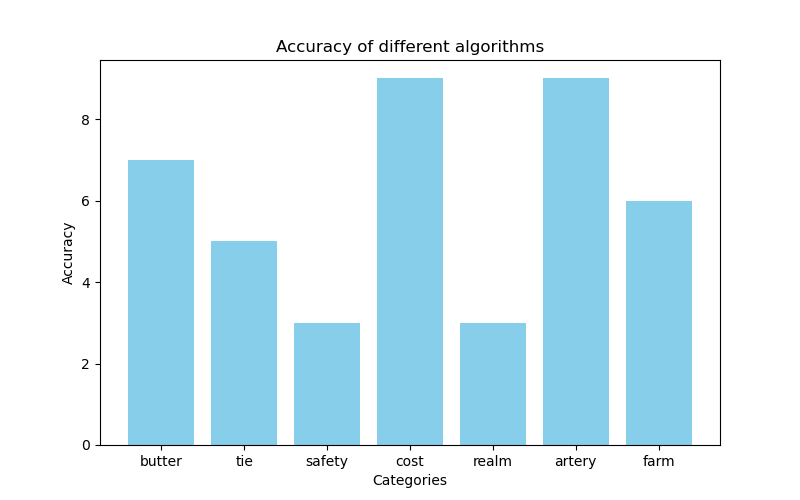 Accuracy of different algorithms
8
6
4
2
0
Accuracy
butter tie safety cost realm artery farm
Categories